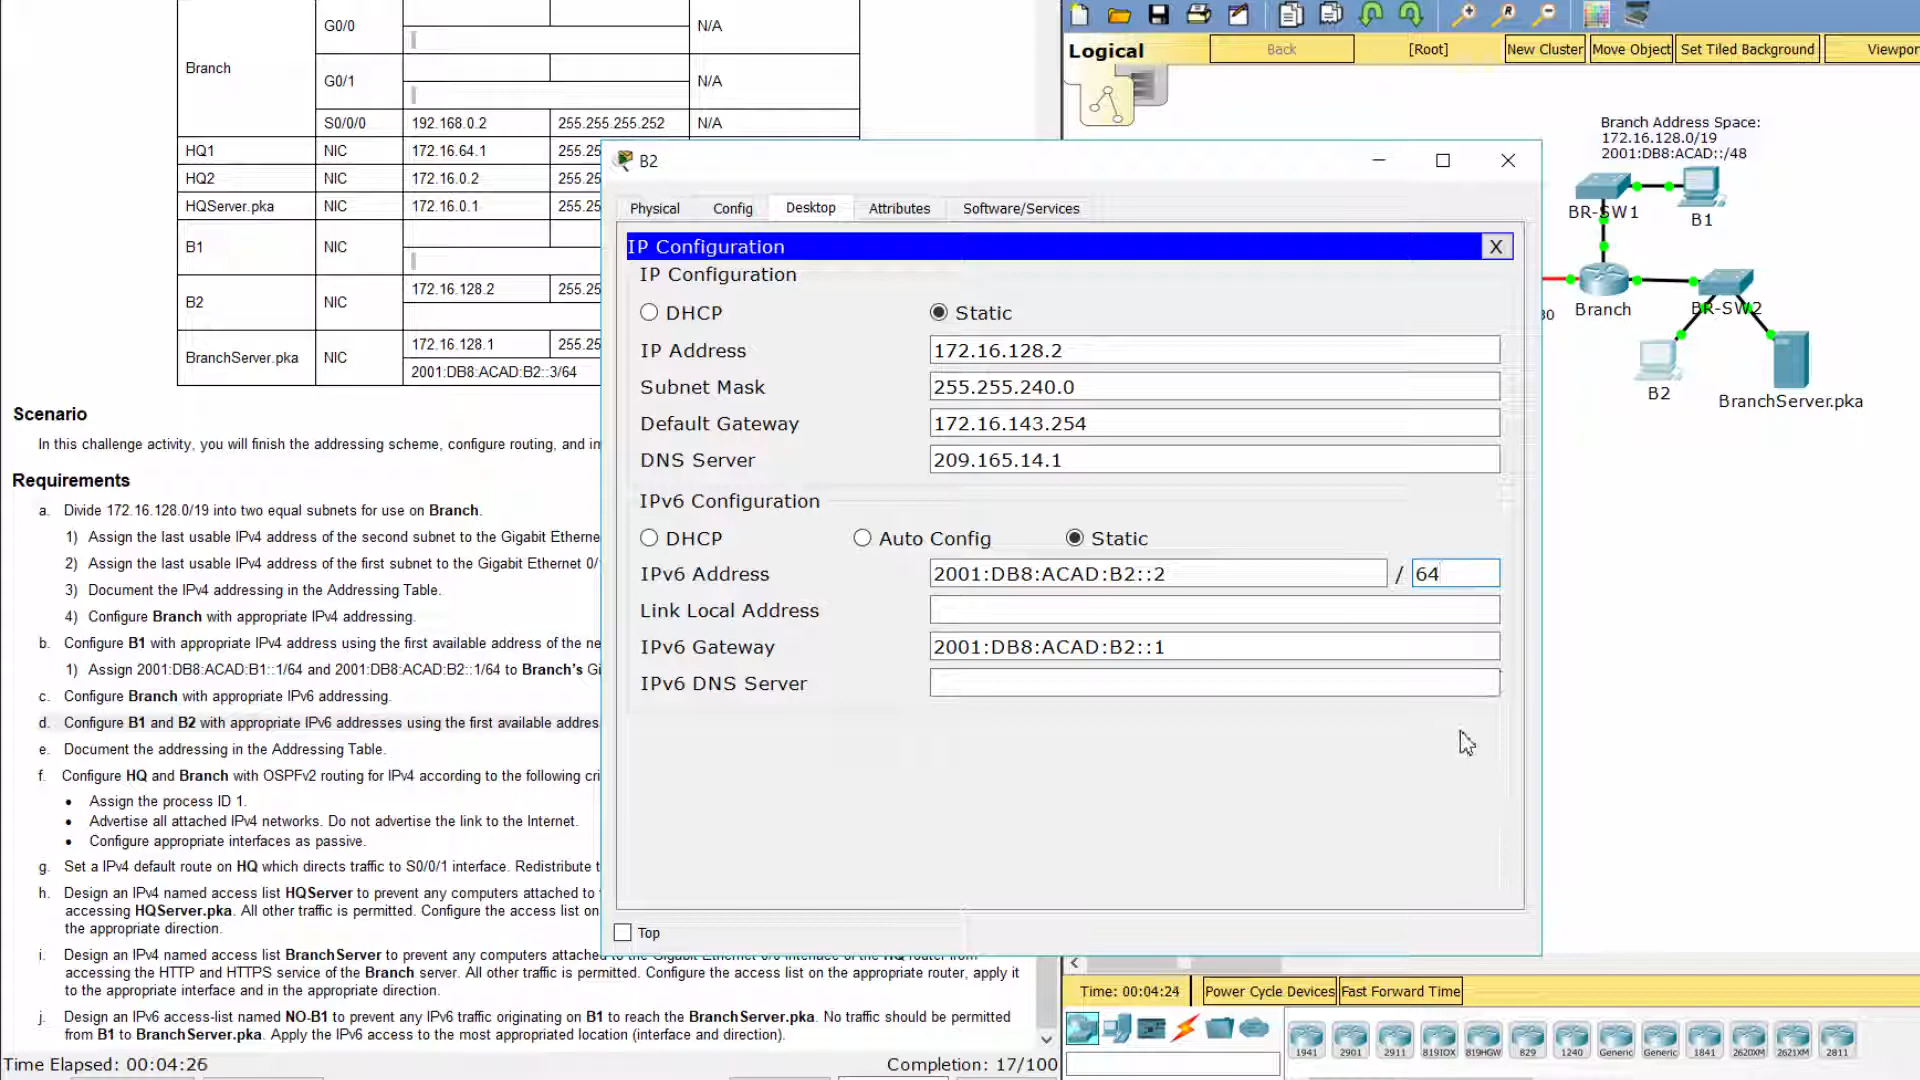 G0/0
N/A
Branch
G0/1
N/A
S0/0/0
192.168.0.2
255.255.255.252
N/A
HQ1
NIC
172.16.64.1
255.25
HQ2
NIC
172.16.0.2
255.25
HQServer.pka
NIC
172.16.0.1
255.25
B1
NIC
B2
NIC
172.16.128.2
255.25
BranchServer.pka
NIC
172.16.128.1
255.25
2001:DB8:ACAD:B2::3/64
Scenario
In this challenge activity, you will finish the addressing scheme, configure routing, and im
Requirements
a. Divide 172.16.128.0/19 into two equal subnets for use on Branch.
1) Assign the last usable IPv4 address of the second subnet to the Gigabit Etherne
2) Assign the last usable IPv4 address of the first subnet to the Gigabit Ethernet 0/
3) Document the IPv4 addressing in the Addressing Table.
4) Configure Branch with appropriate IPv4 addressing.
b. Configure B1 with appropriate IPv4 address using the first available address of the ne
1) Assign 2001:DB8:ACAD:B1::1/64 and 2001:DB8:ACAD:B2::1/64 to Branch's Gi
c. Configure Branch with appropriate IPv6 addressing.
d. Configure B1 and B2 with appropriate IPv6 addresses using the first available addres
e. Document the addressing in the Addressing Table.
f. Configure HQ and Branch with OSPFv2 routing for IPv4 according to the following cri
• Assign the process ID 1.
• Advertise all attached IPv4 networks. Do not advertise the link to the Internet.
• Configure appropriate interfaces as passive.
g. Set a IPv4 default route on HQ which directs traffic to S0/0/1 interface. Redistribute t
h. Design an IPv4 named access list HQServer to prevent any computers attached to
accessing HQServer.pka. All other traffic is permitted. Configure the access list on
the appropriate direction.
i. Design an IPv4 named access list BranchServer to prevent any computers attached to the Gigabit Ethernet 0/0 interface of the HQ router from
accessing the HTTP and HTTPS service of the Branch server. All other traffic is permitted. Configure the access list on the appropriate router, apply it
to the appropriate interface and in the appropriate direction.
j. Design an IPv6 access-list named NO-B1 to prevent any IPv6 traffic originating on B1 to reach the BranchServer.pka. No traffic should be permitted
from B1 to BranchServer.pka. Apply the IPv6 access to the most appropriated location (interface and direction).
Time Elapsed: 00:04:26
Completion: 17/100
B2
Physical
Config
Desktop
Attributes
Software/Services
IP Configuration
X
IP Configuration
DHCP
Static
IP Address
172.16.128.2
Subnet Mask
255.255.240.0
Default Gateway
172.16.143.254
DNS Server
209.165.14.1
IPv6 Configuration
DHCP
Auto Config
Static
IPv6 Address
2001:DB8:ACAD:B2::2
/
64
Link Local Address
IPv6 Gateway
2001:DB8:ACAD:B2::1
IPv6 DNS Server
Top
Logical
Back
[Root]
New Cluster
Move Object
Set Tiled Background
Viewpor
Branch Address Space:
172.16.128.0/19
2001:DB8:ACAD::/48
BR-SW1
B1
Branch
BR-SW2
B2
BranchServer.pka
Time: 00:04:24
Power Cycle Devices
Fast Forward Time
1941
2901
2911
819IOX
819HGW
829
1240
Generic
Generic
1841
2620XM
2621XM
2811